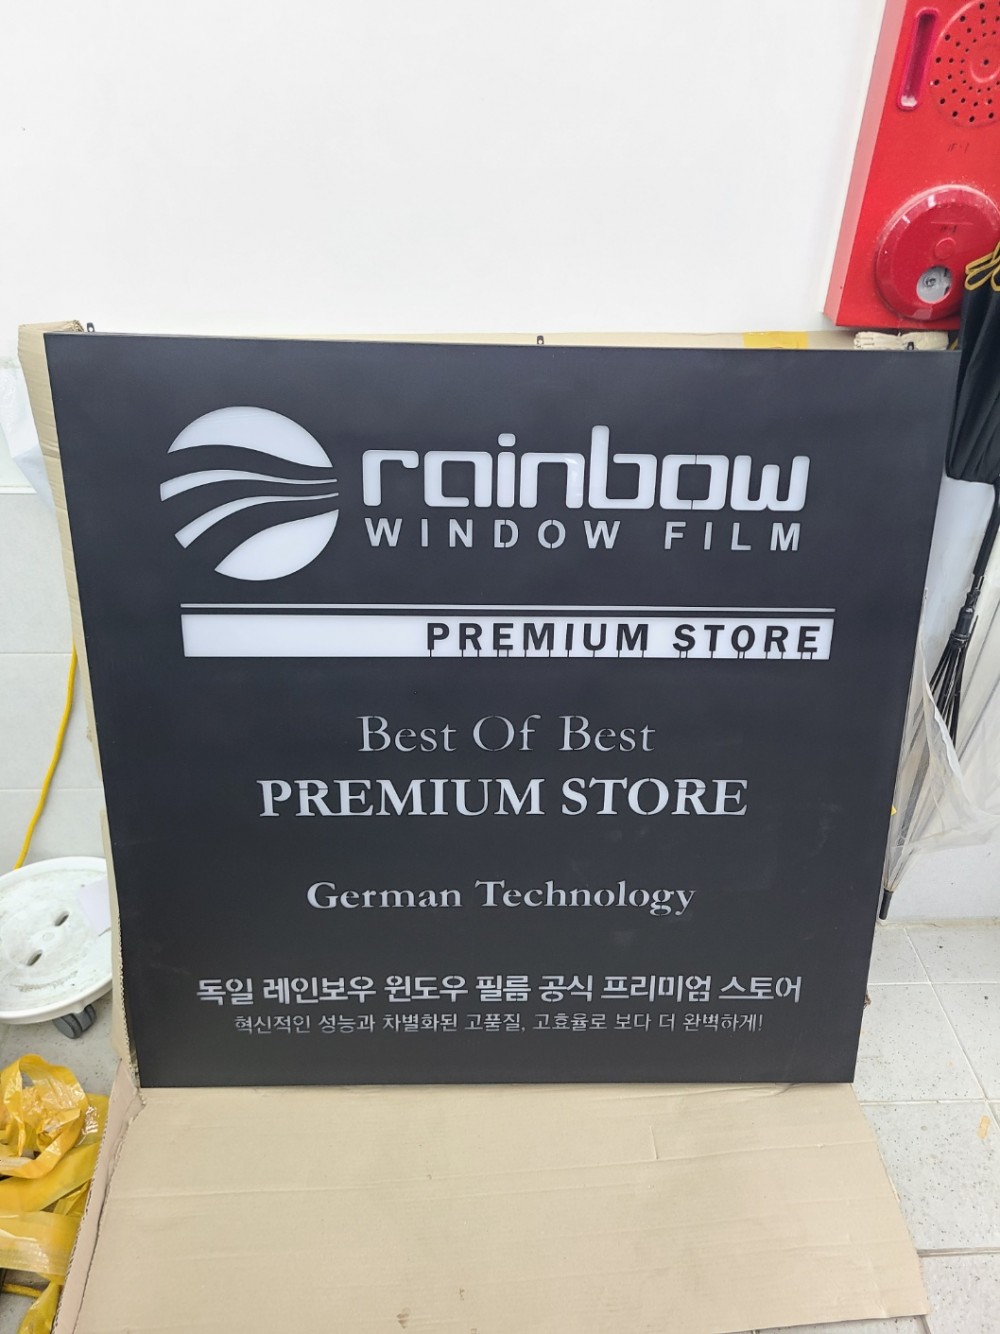 rainbow
WINDOW FILM
PREMIUM STORE
Best Of Best
PREMIUM STORE
German Technology
독일 레인보우 윈도우 필름 공식 프리미엄 스토어
혁신적인 성능과 차별화된 고품질, 고효율로 보다 더 완벽하게!